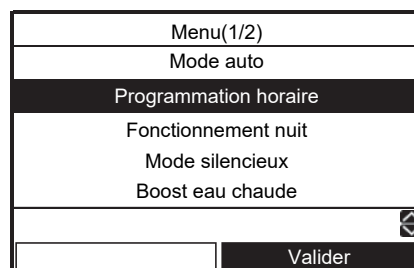 Menu(1/2)
Mode auto
Programmation horaire
Fonctionnement nuit
Mode silencieux
Boost eau chaude
Valider